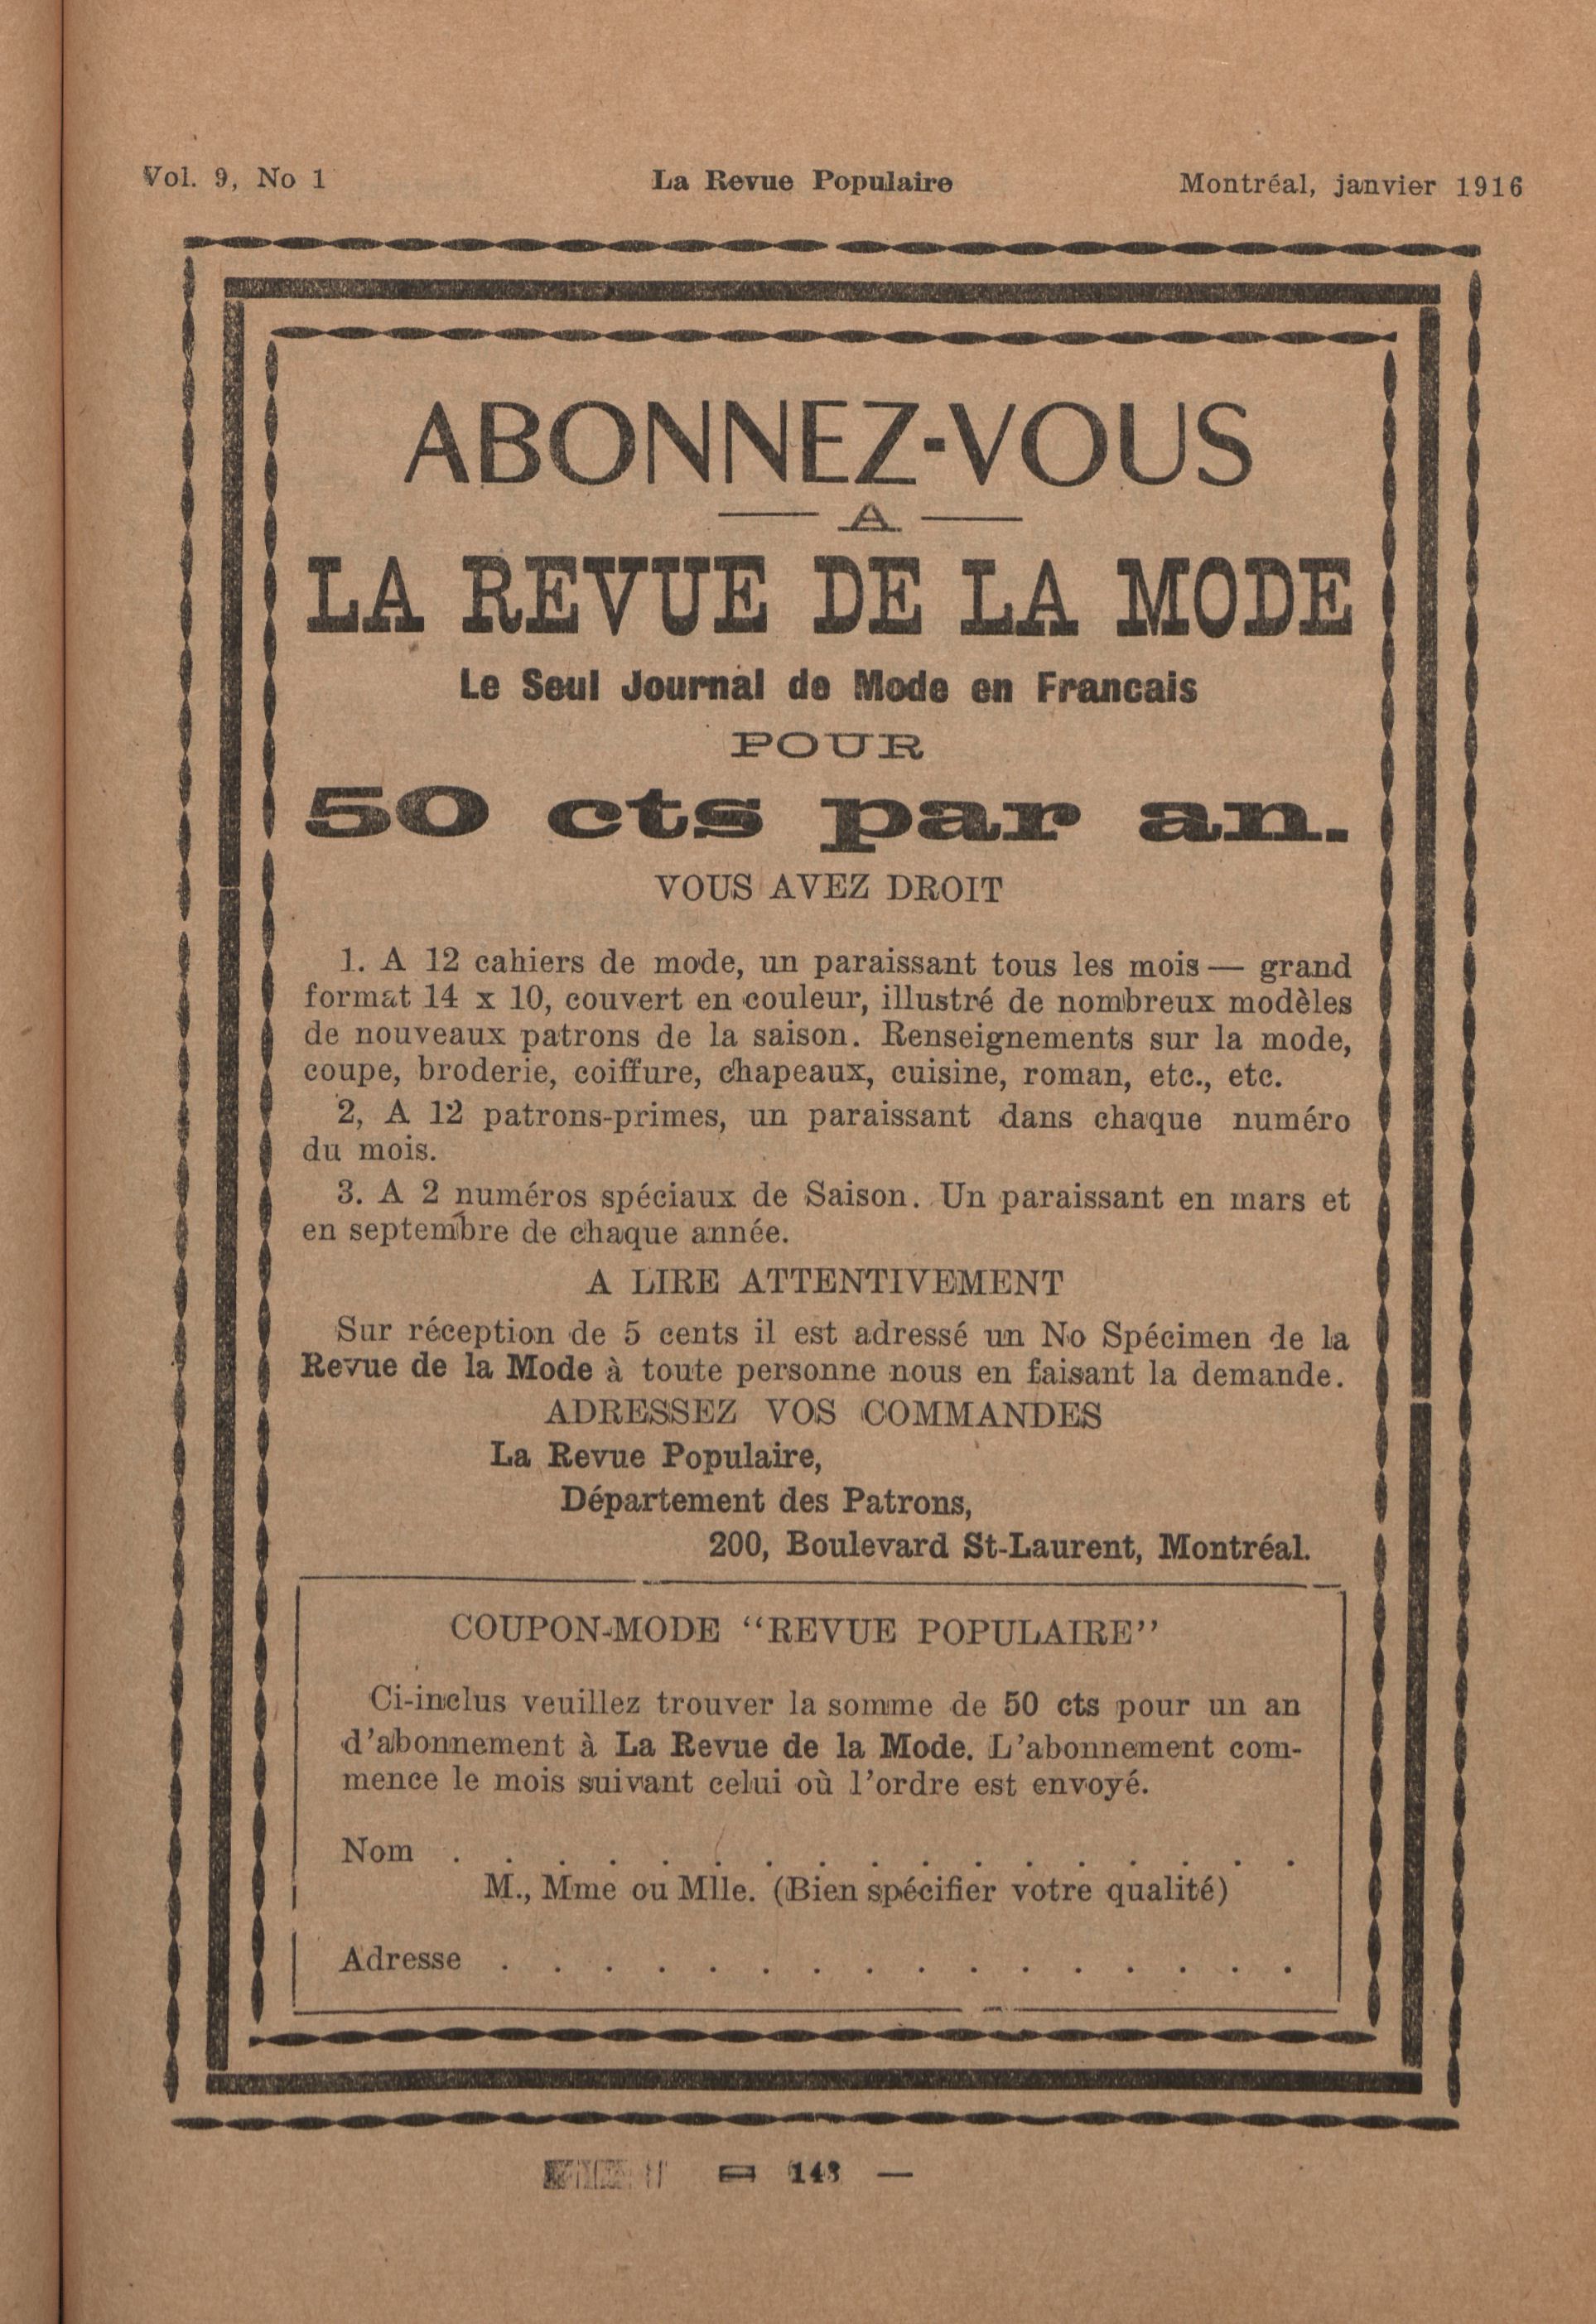 Vol. 9, No 1 La Revue Populaire Montréal, janvier 1916
ABONNEZ-VOUS
— A —
LA REVUE DE LA MODE
Le Seul Journal de Mode en Francais
POUR
50 cts par an.
VOUS AVEZ DROIT
1. A 12 cahiers de mode, un paraissant tous les mois — grand
format 14 x 10, couvert en couleur, illustré de nombreux modèles
de nouveaux patrons de la saison. Renseignements sur la mode,
coupe, broderie, coiffure, chapeaux, cuisine, roman, etc., etc.
2, A 12 patrons-primes, un paraissant dans chaque numéro
du mois.
3. A 2 numéros spéciaux de Saison. Un paraissant en mars et
en septembre de chaque année.
A LIRE ATTENTIVEMENT
Sur réception de 5 cents il est adressé un No Spécimen de la
Revue de la Mode à toute personne nous en faisant la demande.
ADRESSEZ VOS COMMANDES
La Revue Populaire,
Département des Patrons,
200, Boulevard St-Laurent, Montréal.
COUPON-MODE "REVUE POPULAIRE"
Ci-inclus veuillez trouver la somme de 50 cts pour un an
d'abonnement à La Revue de la Mode. L'abonnement com-
mence le mois suivant celui où l'ordre est envoyé.
Nom . . . . . . . . . . . . . . . . .
M., Mme ou Mlle. (Bien spécifier votre qualité)
Adresse . . . . . . . . . . . . . . . .
— 143 —